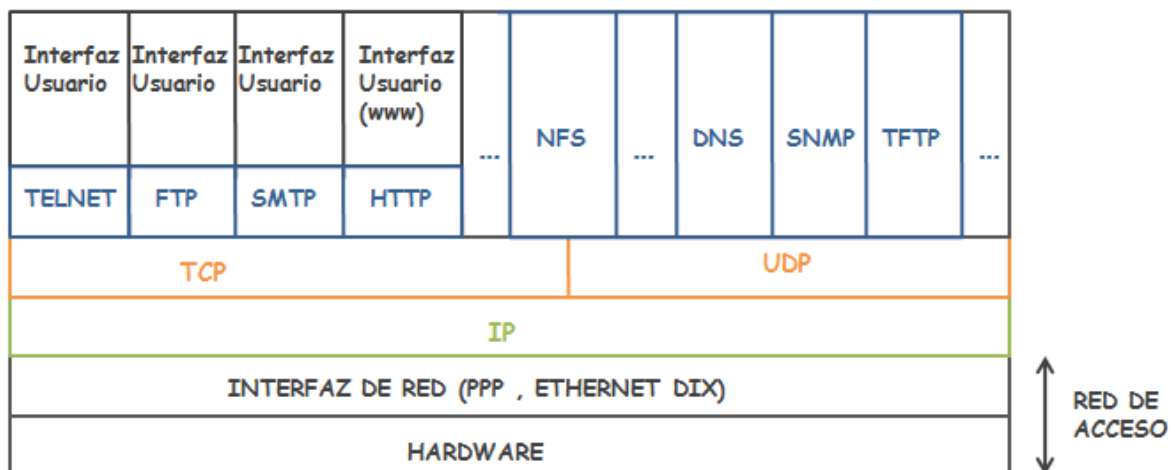 Interfaz Usuario
Interfaz Usuario
Interfaz Usuario
Interfaz Usuario (www)
TELNET
FTP
SMTP
HTTP
...
NFS
...
DNS
SNMP
TFTP
...
TCP
UDP
IP
INTERFAZ DE RED (PPP , ETHERNET DIX)
HARDWARE
RED DE
ACCESO